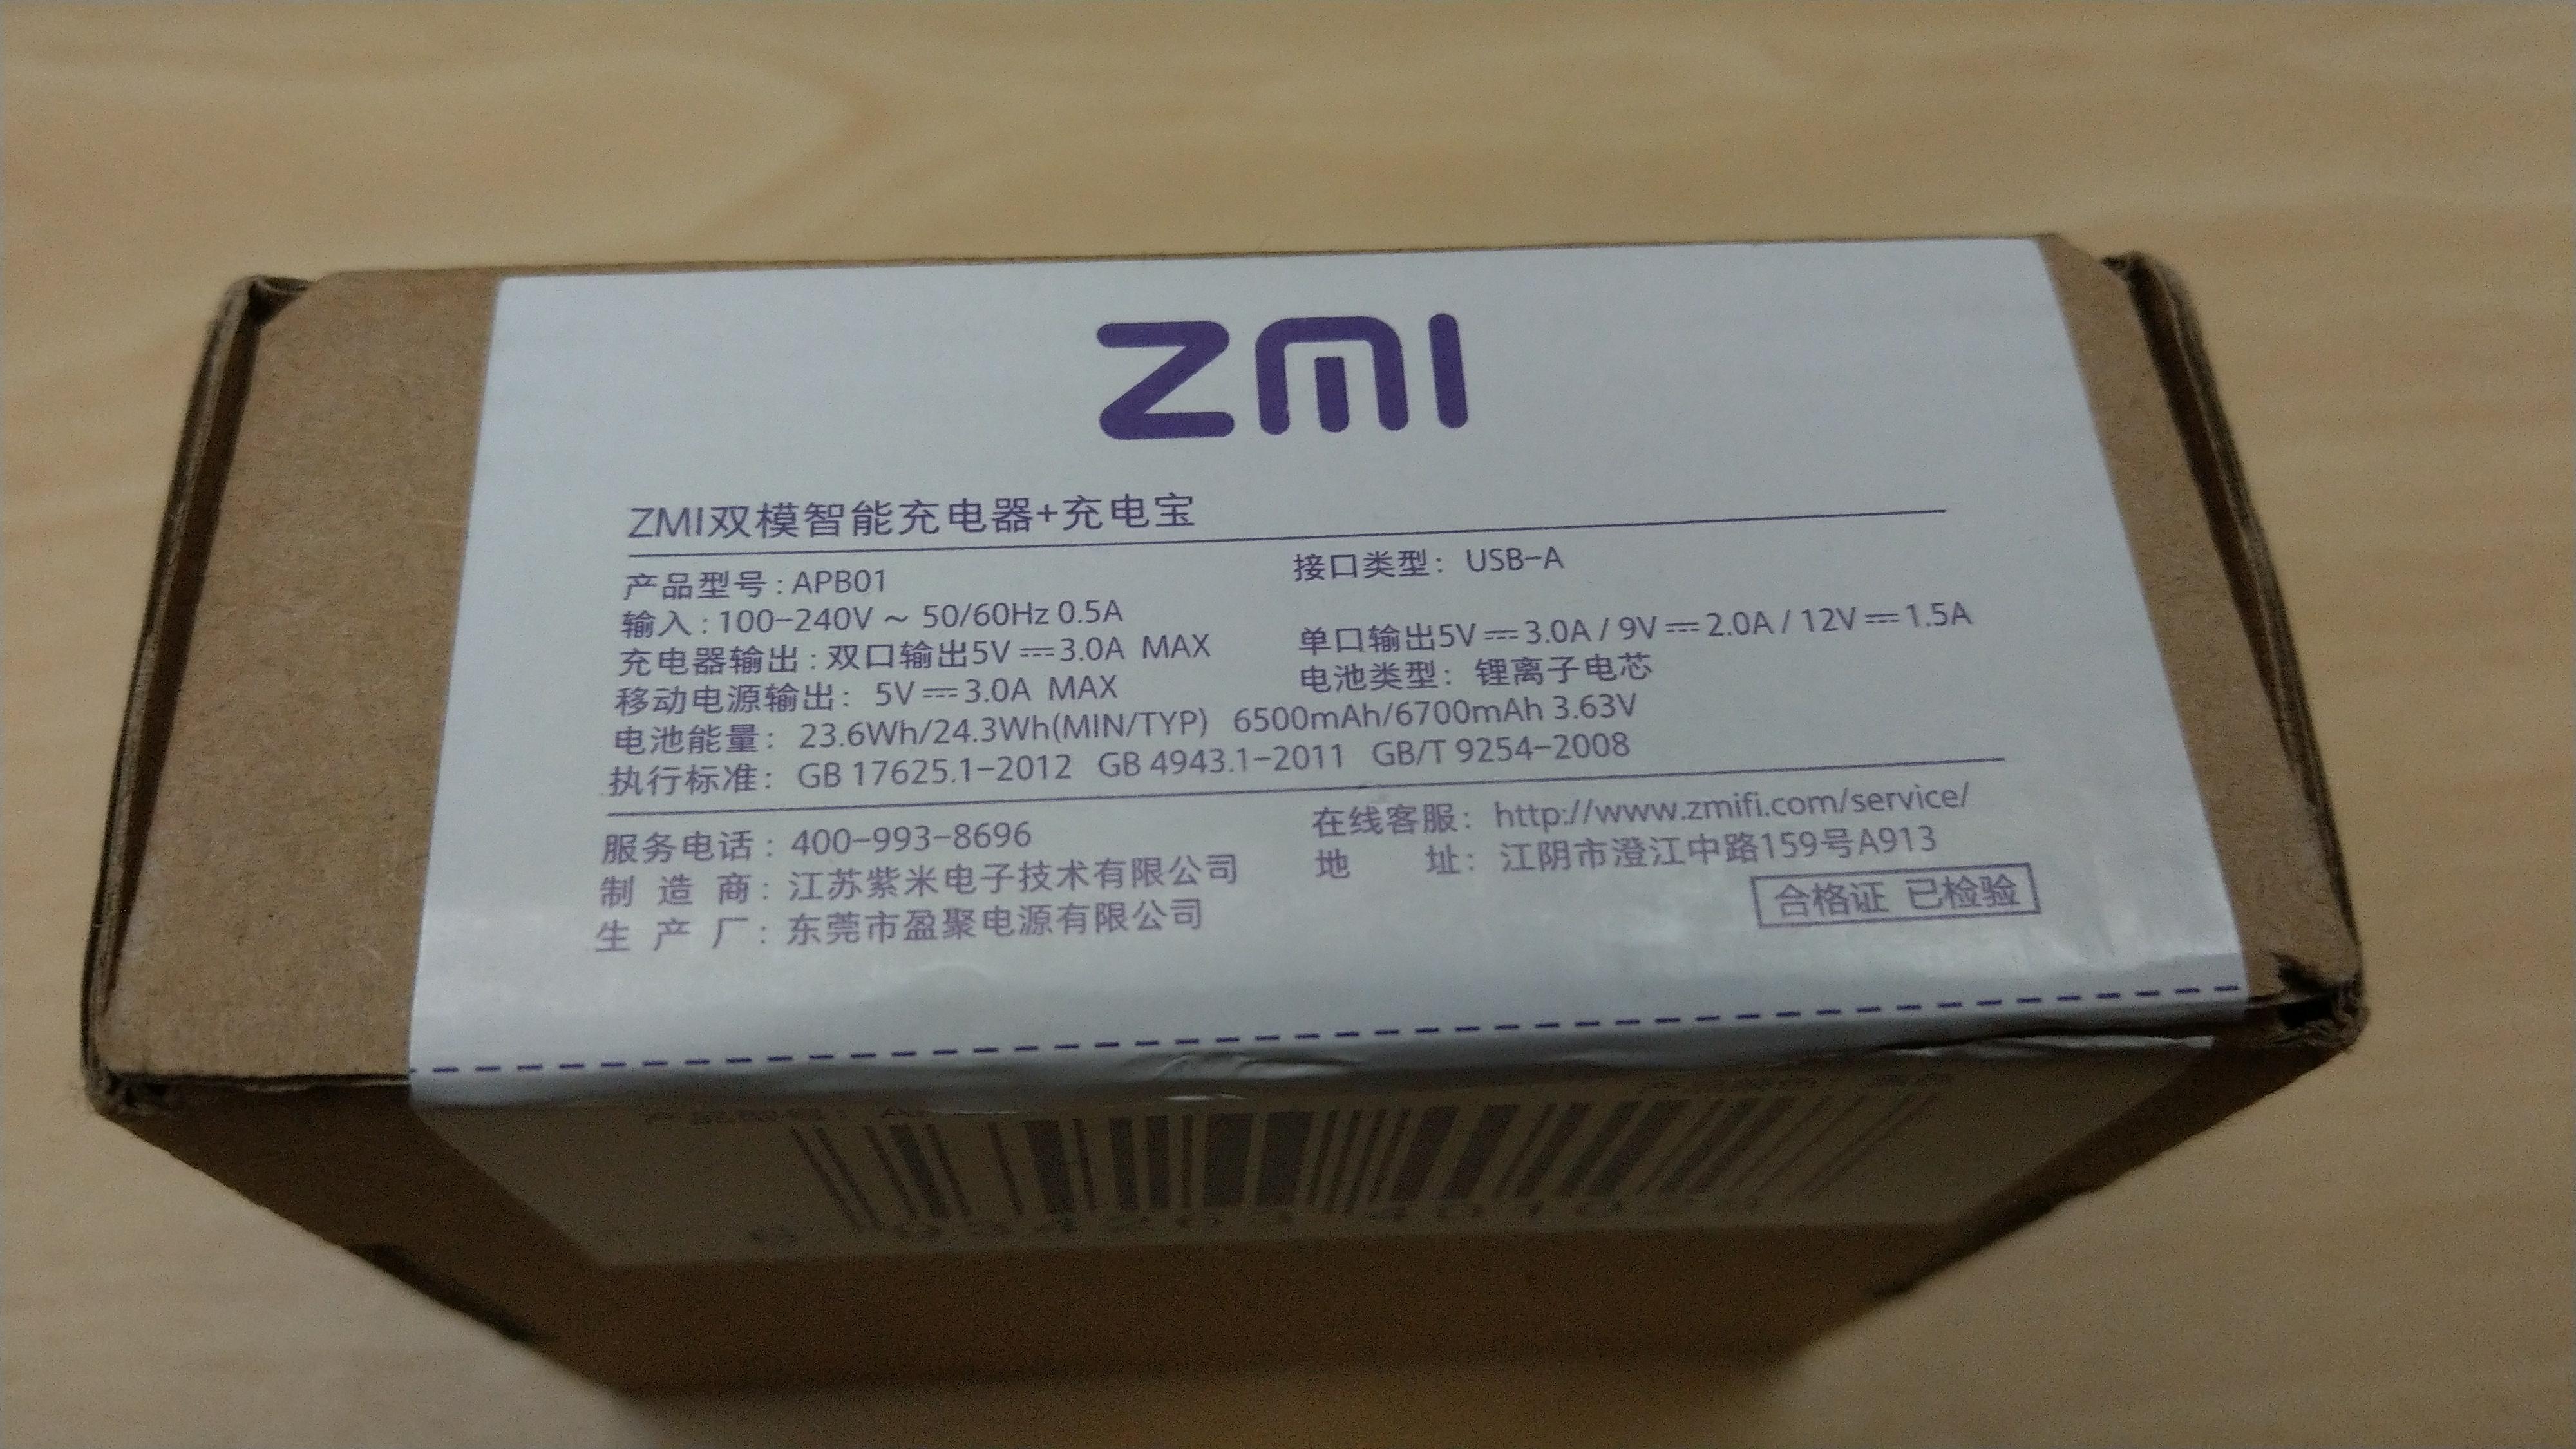 ZMI
ZMI双模智能充电器+充电宝
产品型号：APB01 接口类型：USB-A
输入：100-240V ~ 50/60Hz 0.5A
充电器输出：双口输出5V⎓3.0A MAX 单口输出5V⎓3.0A / 9V⎓2.0A / 12V⎓1.5A
移动电源输出：5V⎓3.0A MAX 电池类型：锂离子电芯
电池能量：23.6Wh/24.3Wh(MIN/TYP) 6500mAh/6700mAh 3.63V
执行标准：GB 17625.1-2012 GB 4943.1-2011 GB/T 9254-2008
服务电话：400-993-8696 在线客服：http://www.zmifi.com/service/
制造商：江苏紫米电子技术有限公司 地址：江阴市澄江中路159号A913
生产厂：东莞市盈聚电源有限公司
合格证 已检验
产品型号：